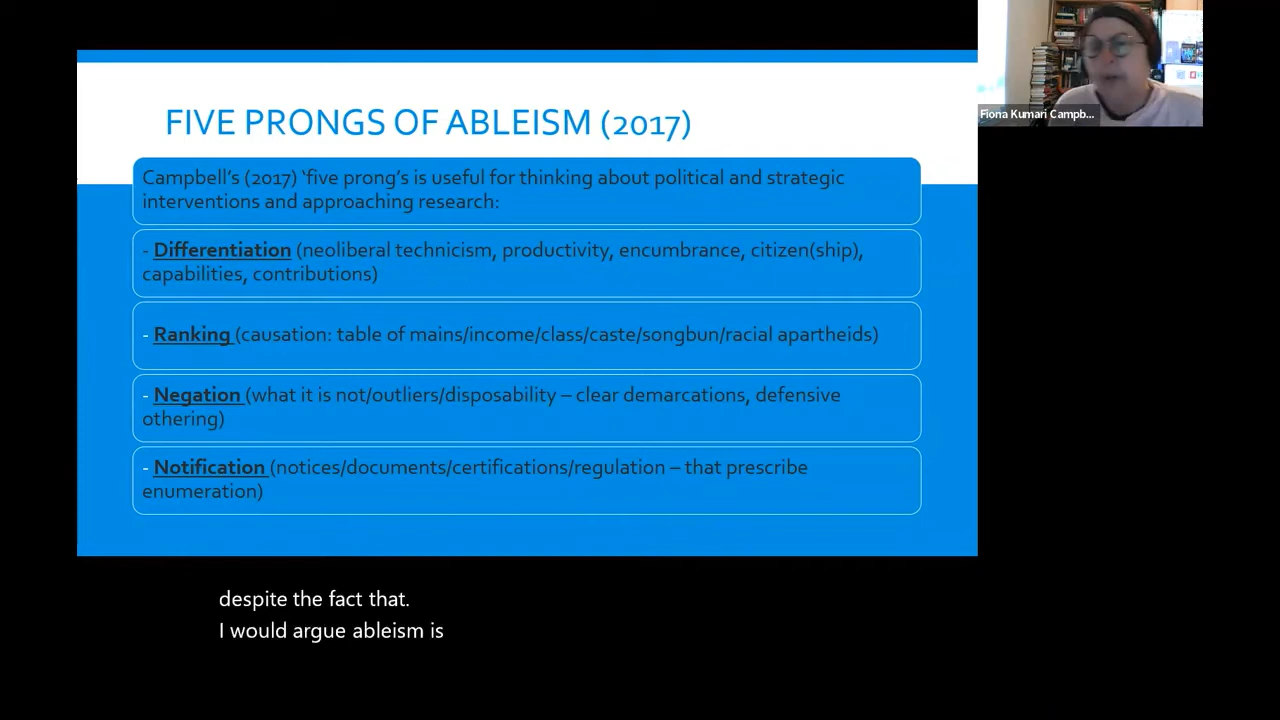 FIVE PRONGS OF ABLEISM (2017)
Campbell's (2017) 'five prong's is useful for thinking about political and strategic
interventions and approaching research:
- Differentiation (neoliberal technicism, productivity, encumbrance, citizen(ship),
capabilities, contributions)
- Ranking (causation: table of mains/income/class/caste/songbun/racial apartheids)
- Negation (what it is not/outliers/disposability – clear demarcations, defensive
othering)
- Notification (notices/documents/certifications/regulation – that prescribe
enumeration)
Fiona Kumari Campb...
despite the fact that.
I would argue ableism is